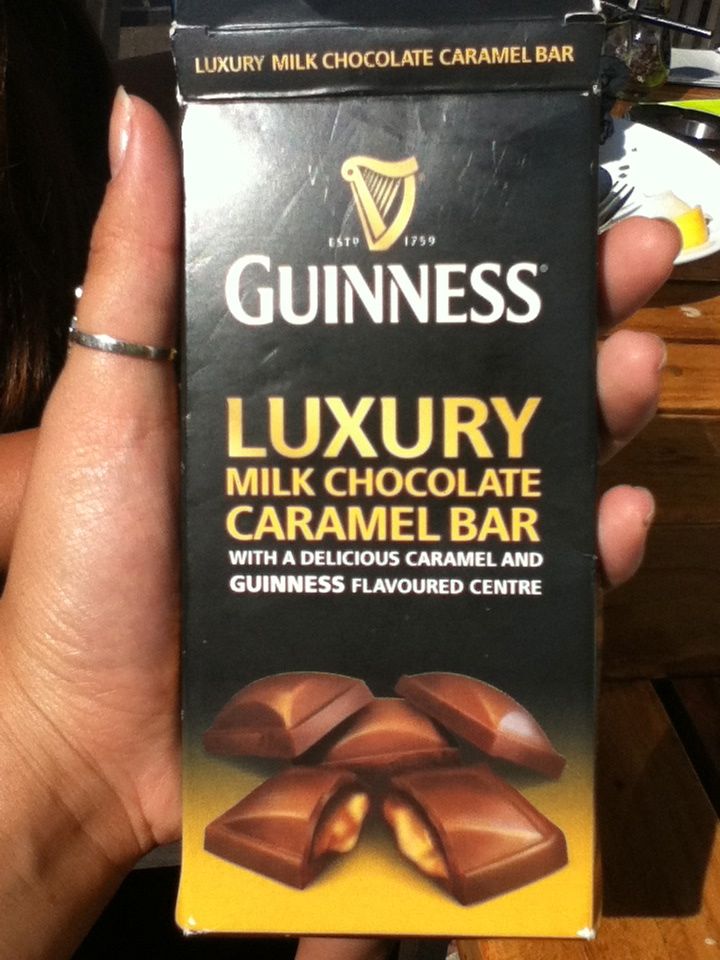 LUXURY MILK CHOCOLATE CARAMEL BAR
ESTD 1759
GUINNESS®
LUXURY
MILK CHOCOLATE
CARAMEL BAR
WITH A DELICIOUS CARAMEL AND
GUINNESS FLAVOURED CENTRE